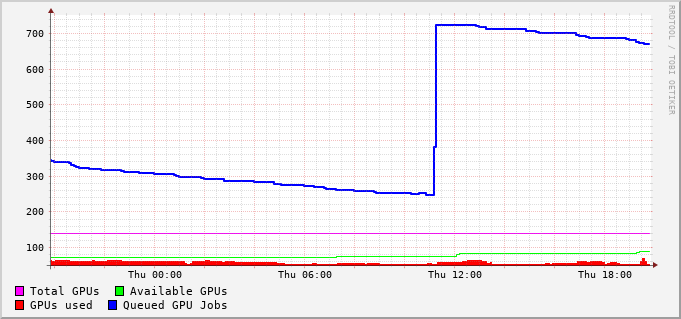 RRDTOOL / TOBI OETIKER
700
600
500
400
300
200
100
Thu 00:00 Thu 06:00 Thu 12:00 Thu 18:00
Total GPUs Available GPUs
GPUs used Queued GPU Jobs